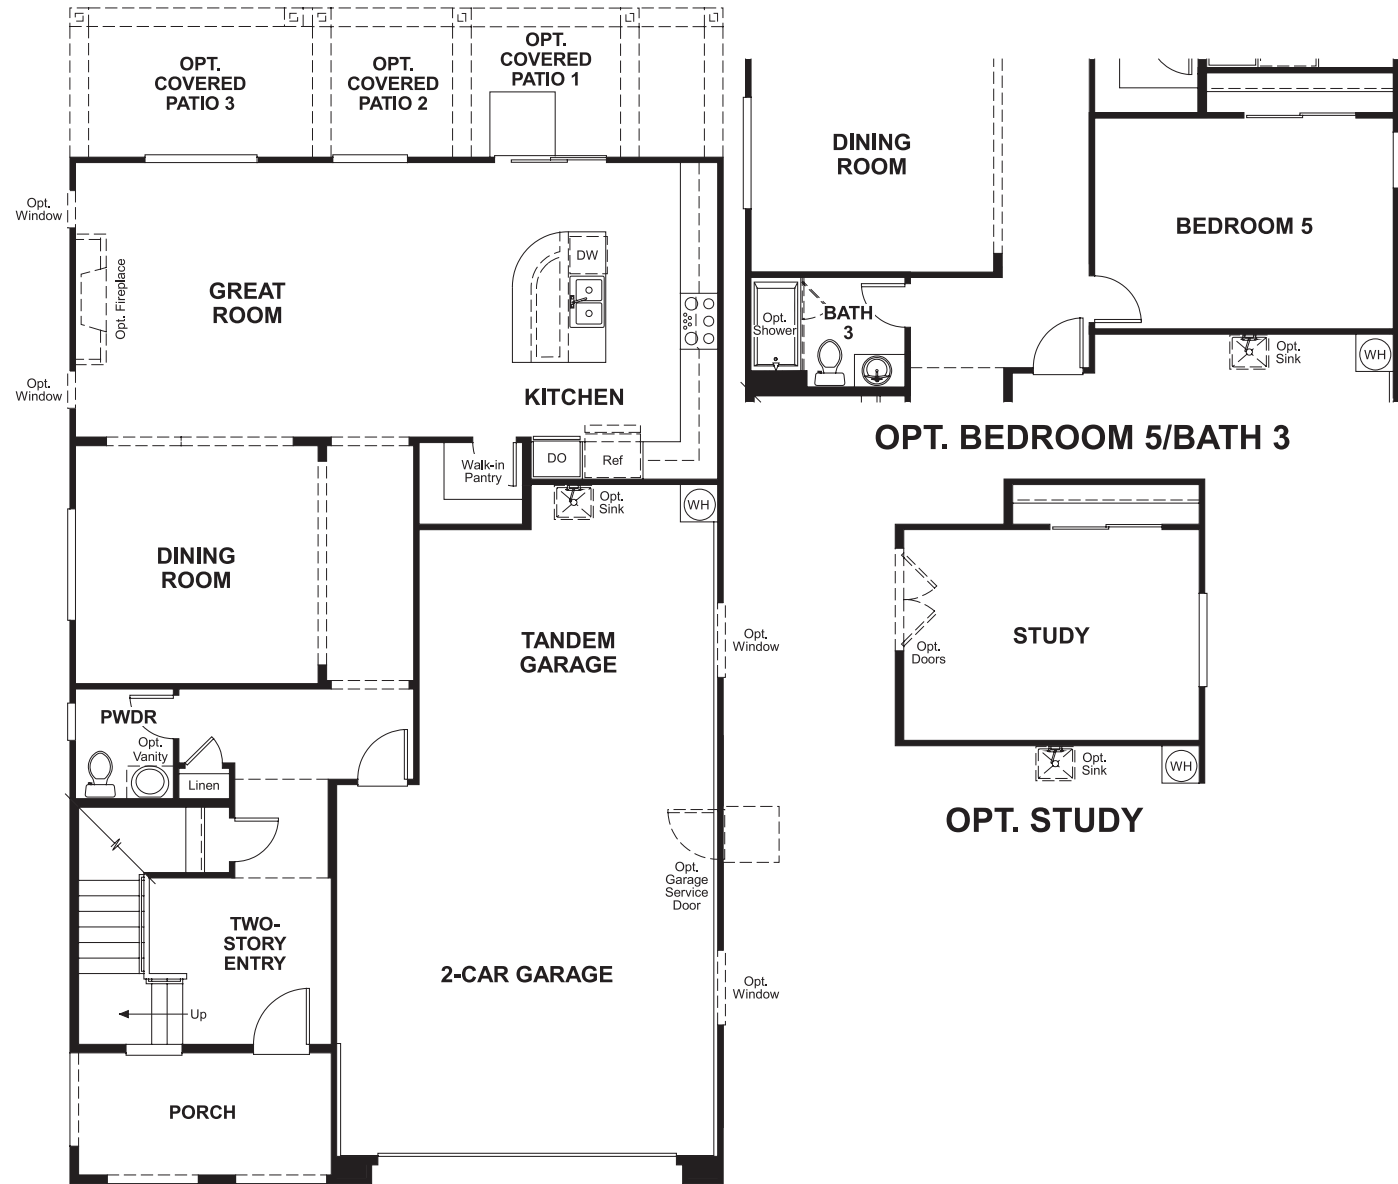 OPT.
COVERED
PATIO 3
OPT.
COVERED
PATIO 2
OPT.
COVERED
PATIO 1
Opt.
Window
Opt. Fireplace
GREAT
ROOM
DW
Opt.
Window
KITCHEN
Walk-in
Pantry
DO
Ref
Opt.
Sink
WH
DINING
ROOM
TANDEM
GARAGE
Opt.
Window
PWDR
Opt.
Vanity
Linen
Opt.
Garage
Service
Door
TWO-
STORY
ENTRY
2-CAR GARAGE
Opt.
Window
Up
PORCH
DINING
ROOM
BEDROOM 5
Opt.
Shower
BATH
3
Opt.
Sink
WH
OPT. BEDROOM 5/BATH 3
STUDY
Opt.
Doors
Opt.
Sink
WH
OPT. STUDY